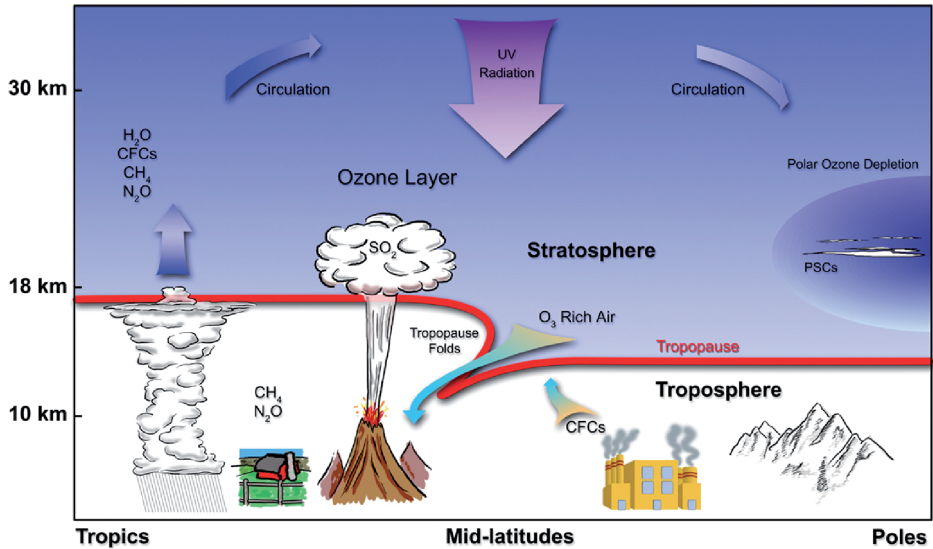 30 km
18 km
10 km
Circulation
UV
Radiation
Circulation
H₂O
CFCs
CH₄
N₂O
Ozone Layer
Polar Ozone Depletion
SO₂
Stratosphere
PSCs
O₃ Rich Air
Tropopause
Folds
Tropopause
Troposphere
CH₄
N₂O
CFCs
Tropics
Mid-latitudes
Poles